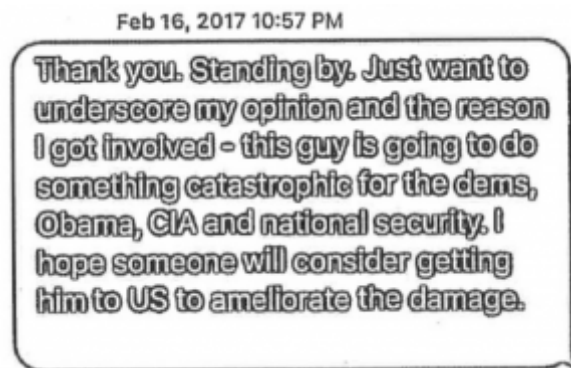 Feb 16, 2017 10:57 PM
Thank you. Standing by. Just want to
underscore my opinion and the reason
I got involved - this guy is going to do
something catastrophic for the dems,
Obama, CIA and national security. I
hope someone will consider getting
him to US to ameliorate the damage.